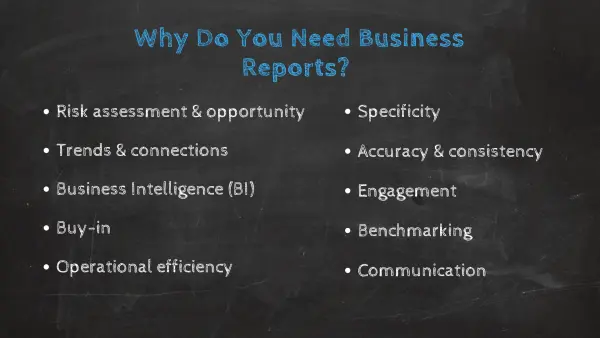 Why Do You Need Business
Reports?
• Risk assessment & opportunity
• Trends & connections
• Business Intelligence (BI)
• Buy-in
• Operational efficiency
• Specificity
• Accuracy & consistency
• Engagement
• Benchmarking
• Communication